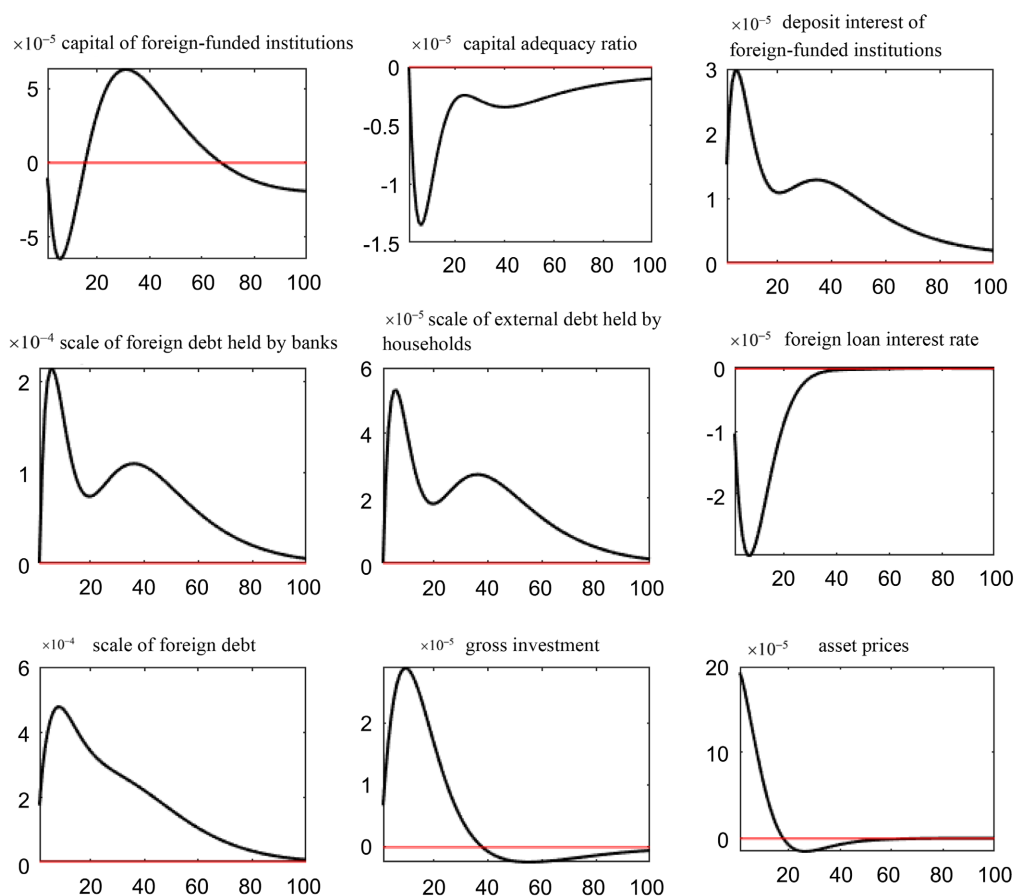 ×10⁻⁵ capital of foreign-funded institutions
5
0
-5
20 40 60 80 100
×10⁻⁵ capital adequacy ratio
0
-0.5
-1
-1.5
20 40 60 80 100
×10⁻⁵ deposit interest of
foreign-funded institutions
3
2
1
0
20 40 60 80 100
×10⁻⁴ scale of foreign debt held by banks
2
1
0
20 40 60 80 100
×10⁻⁵ scale of external debt held by
households
6
4
2
0
20 40 60 80 100
×10⁻⁵ foreign loan interest rate
0
-1
-2
20 40 60 80 100
×10⁻⁴ scale of foreign debt
6
4
2
0
20 40 60 80 100
×10⁻⁵ gross investment
2
1
0
20 40 60 80 100
×10⁻⁵ asset prices
20
10
0
20 40 60 80 100